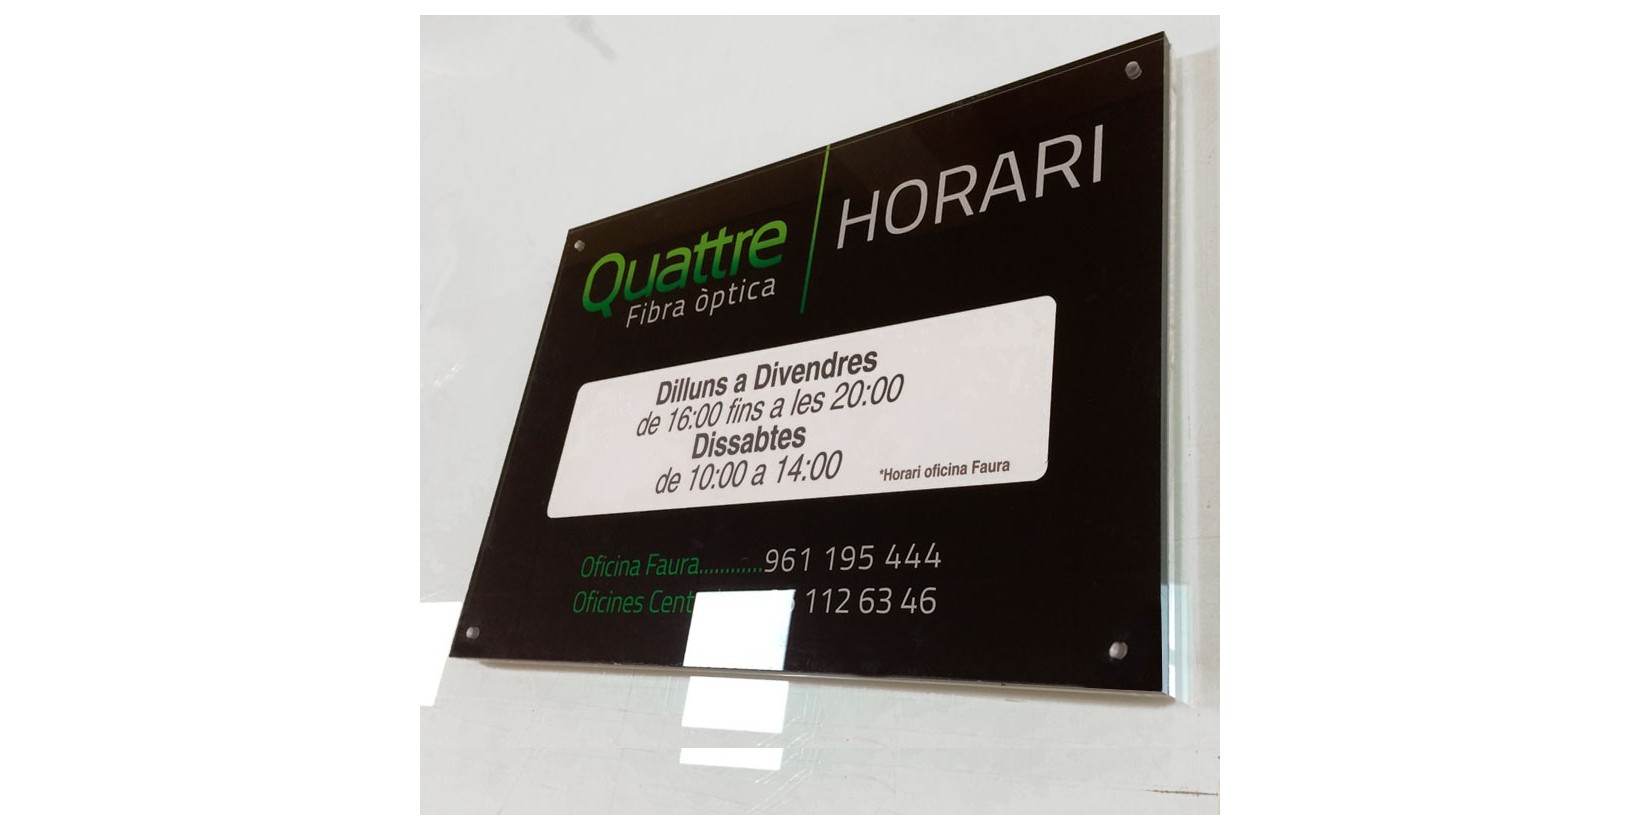 Quattre
Fibra òptica
HORARI
Dilluns a Divendres
de 16:00 fins a les 20:00
Dissabtes
de 10:00 a 14:00
*Horari oficina Faura
Oficina Faura............961 195 444
Oficines 112 63 46